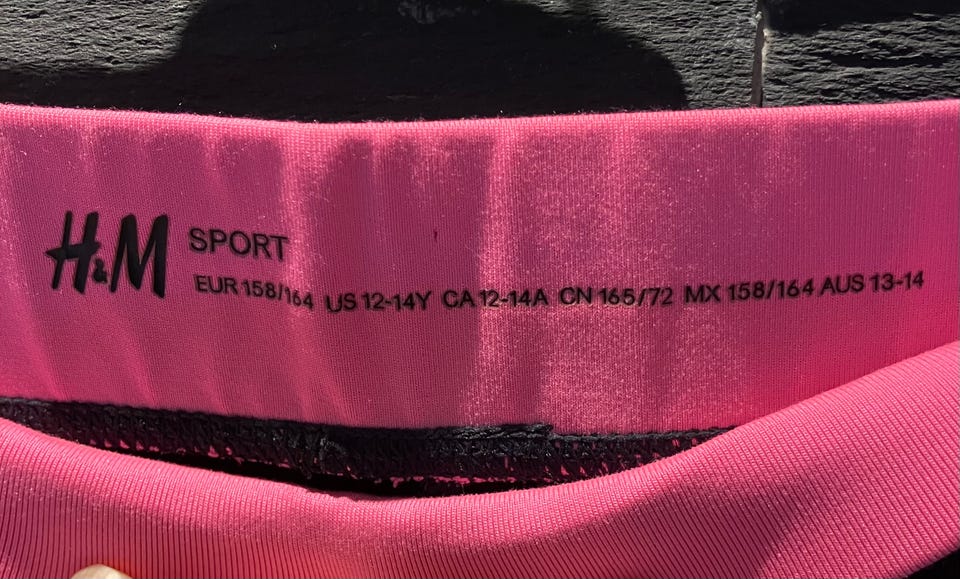 H&M SPORT
EUR 158/164 US 12-14Y CA 12-14A CN 165/72 MX 158/164 AUS 13-14